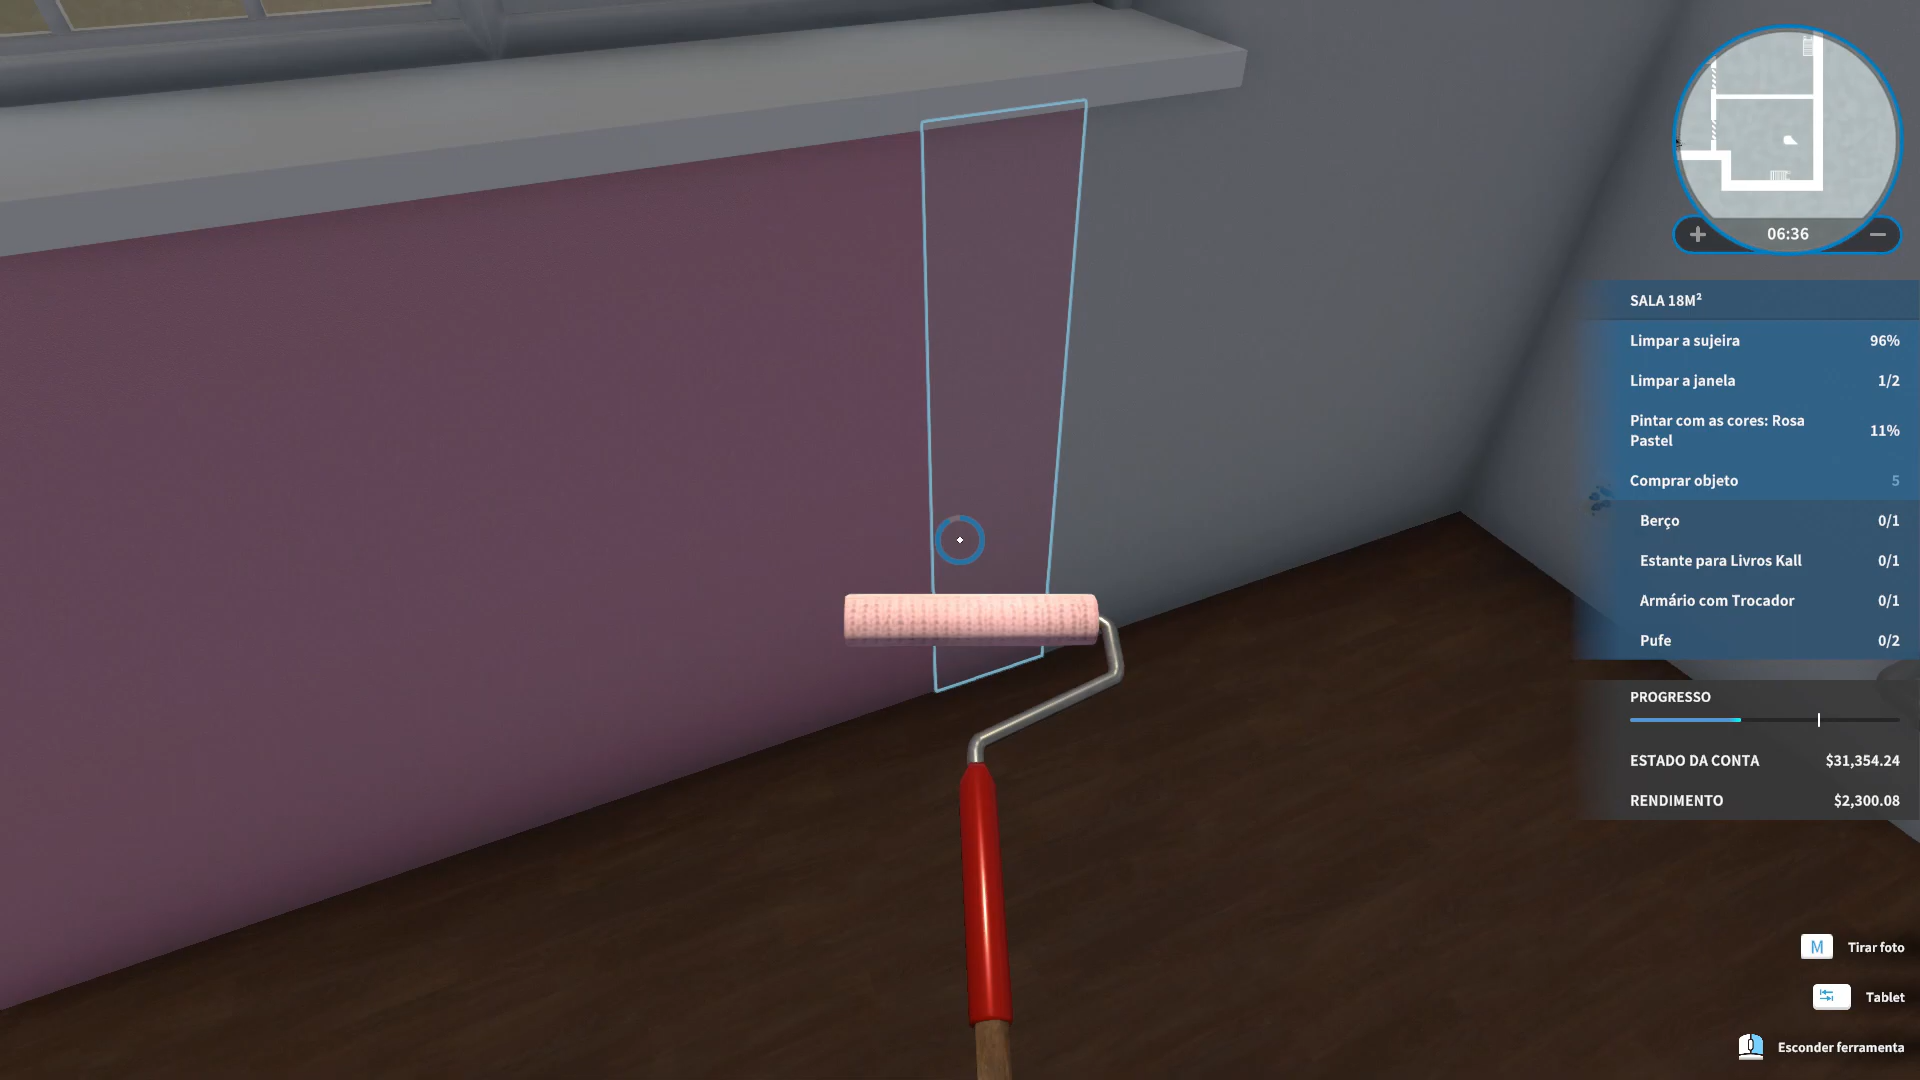 06:36
SALA 18M²
Limpar a sujeira 96%
Limpar a janela 1/2
Pintar com as cores: Rosa
Pastel 11%
Comprar objeto 5
Berço 0/1
Estante para Livros Kall 0/1
Armário com Trocador 0/1
Pufe 0/2
PROGRESSO
ESTADO DA CONTA $31,354.24
RENDIMENTO $2,300.08
M Tirar foto
Tablet
Esconder ferramenta